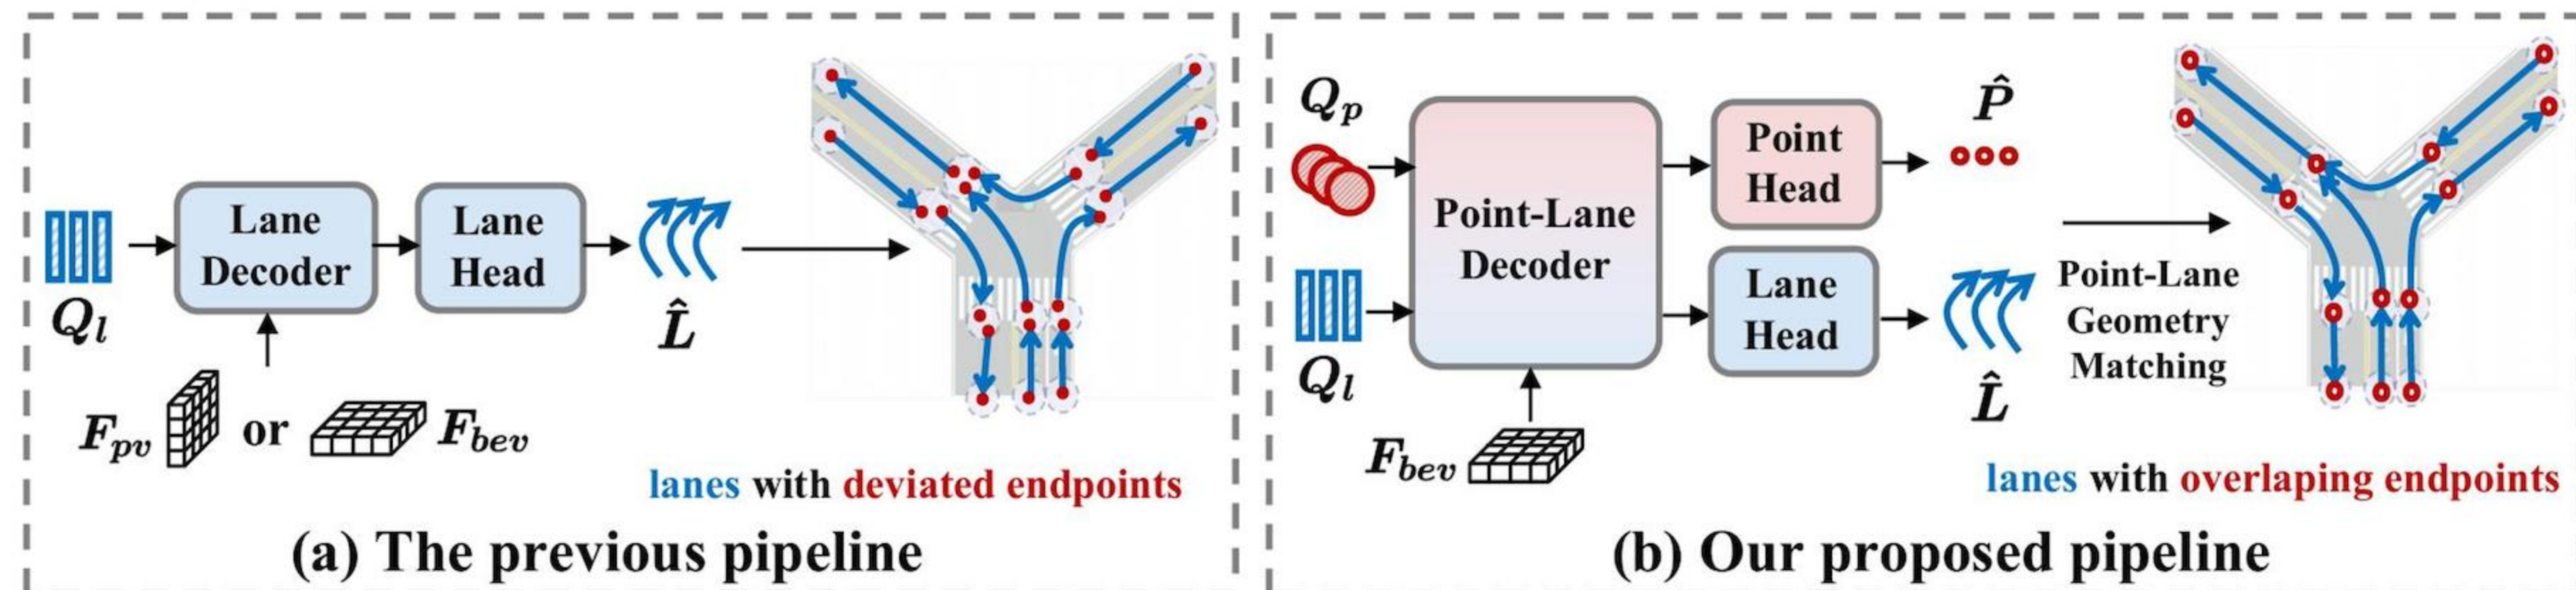 Q_l
Lane
Decoder
Lane
Head
L̂
F_pv or F_bev
lanes with deviated endpoints
(a) The previous pipeline
Q_p
Q_l
Point-Lane
Decoder
F_bev
Point
Head
Lane
Head
P̂
L̂
Point-Lane
Geometry
Matching
lanes with overlaping endpoints
(b) Our proposed pipeline